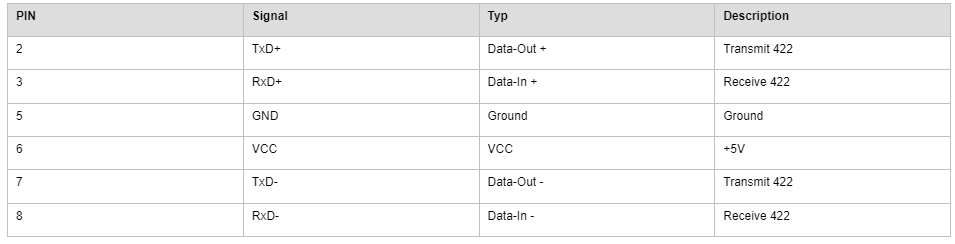 PIN Signal Typ Description
2 TxD+ Data-Out + Transmit 422
3 RxD+ Data-In + Receive 422
5 GND Ground Ground
6 VCC VCC +5V
7 TxD- Data-Out - Transmit 422
8 RxD- Data-In - Receive 422